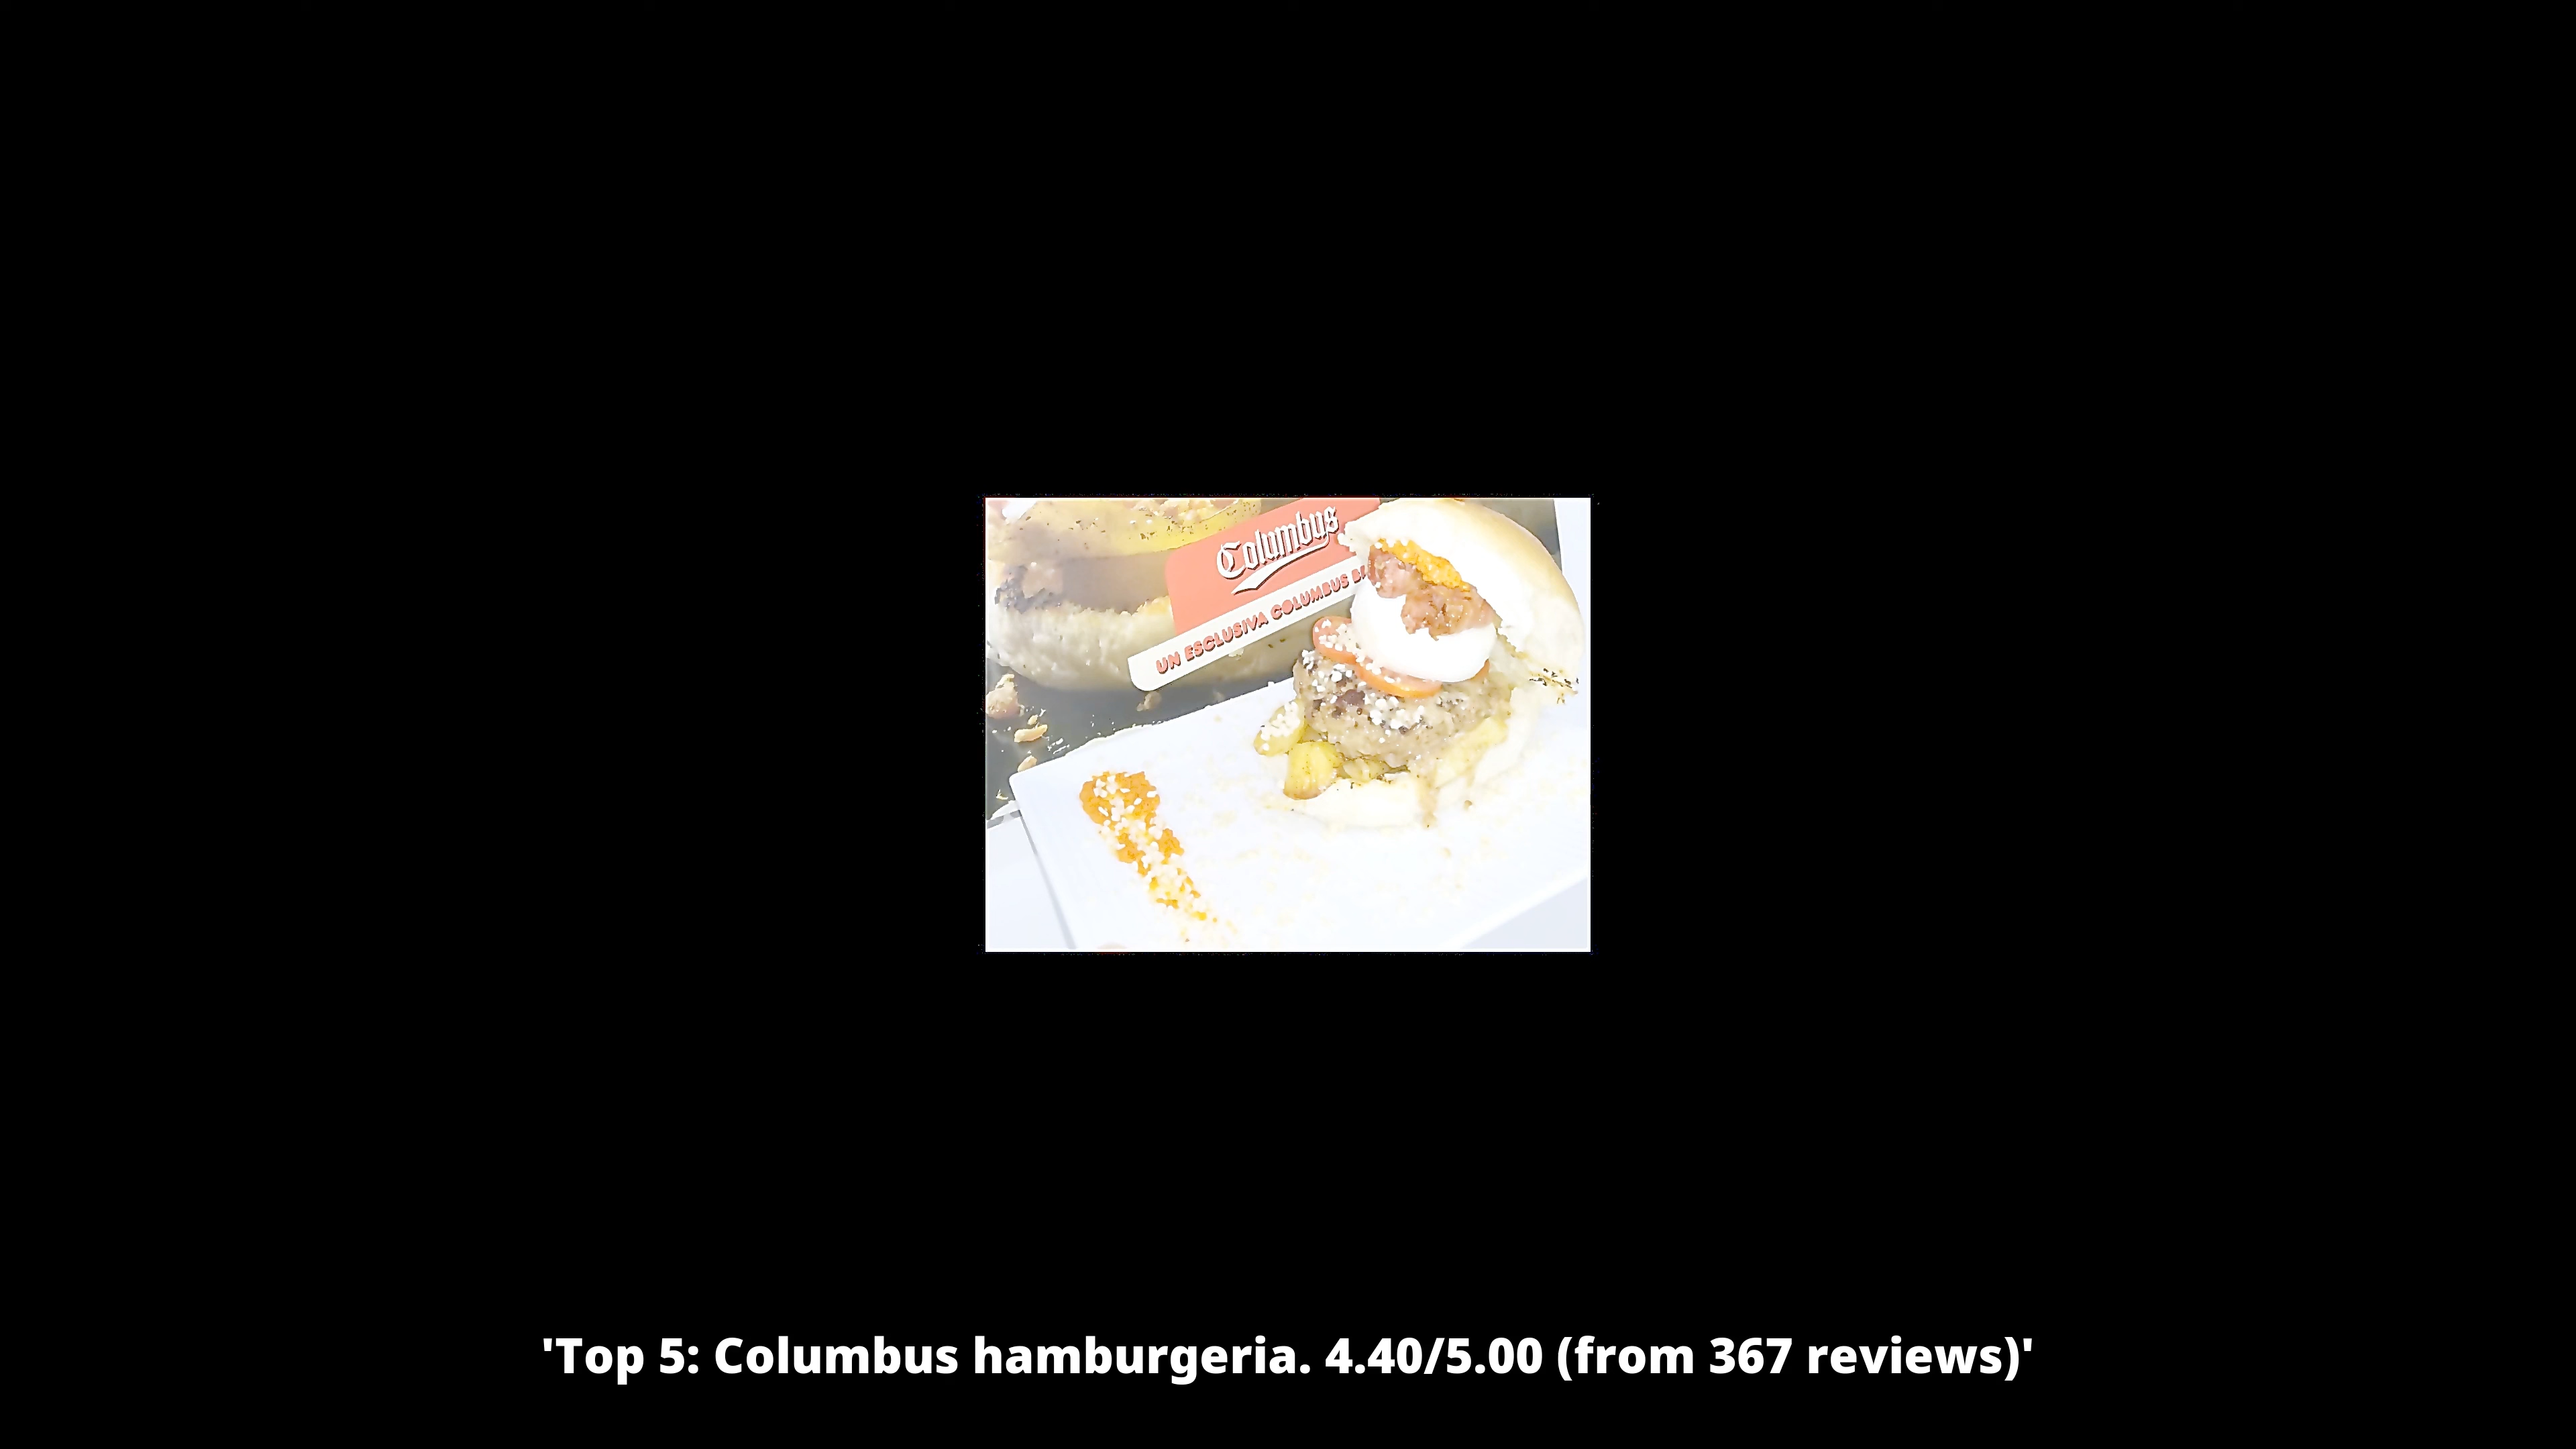 Columbus
UN ESCLUSIVA COLUMBUS
'Top 5: Columbus hamburgeria. 4.40/5.00 (from 367 reviews)'